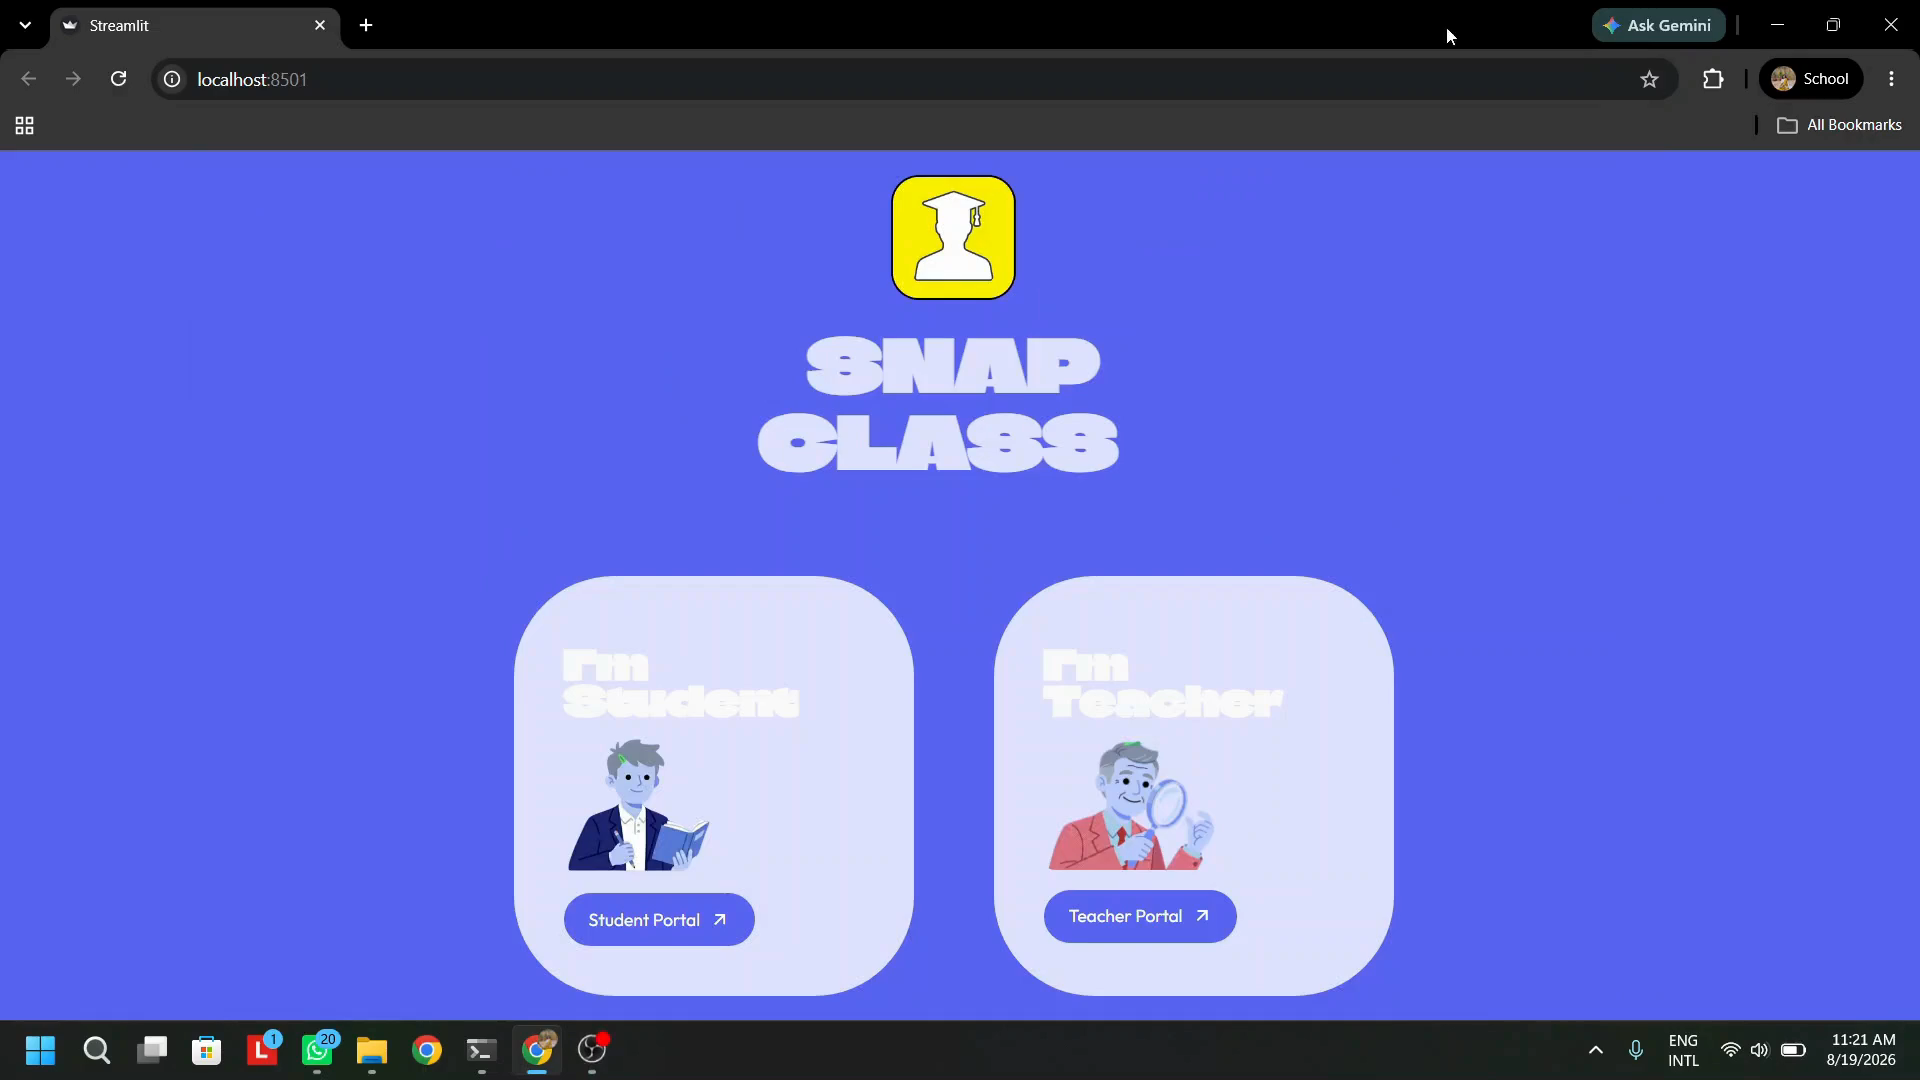 Streamlit
Ask Gemini
localhost:8501
School
All Bookmarks
SNAP
CLASS
I'm
Student
Student Portal
I'm
Teacher
Teacher Portal
L
1
20
ENG
INTL
11:21 AM
8/19/2026